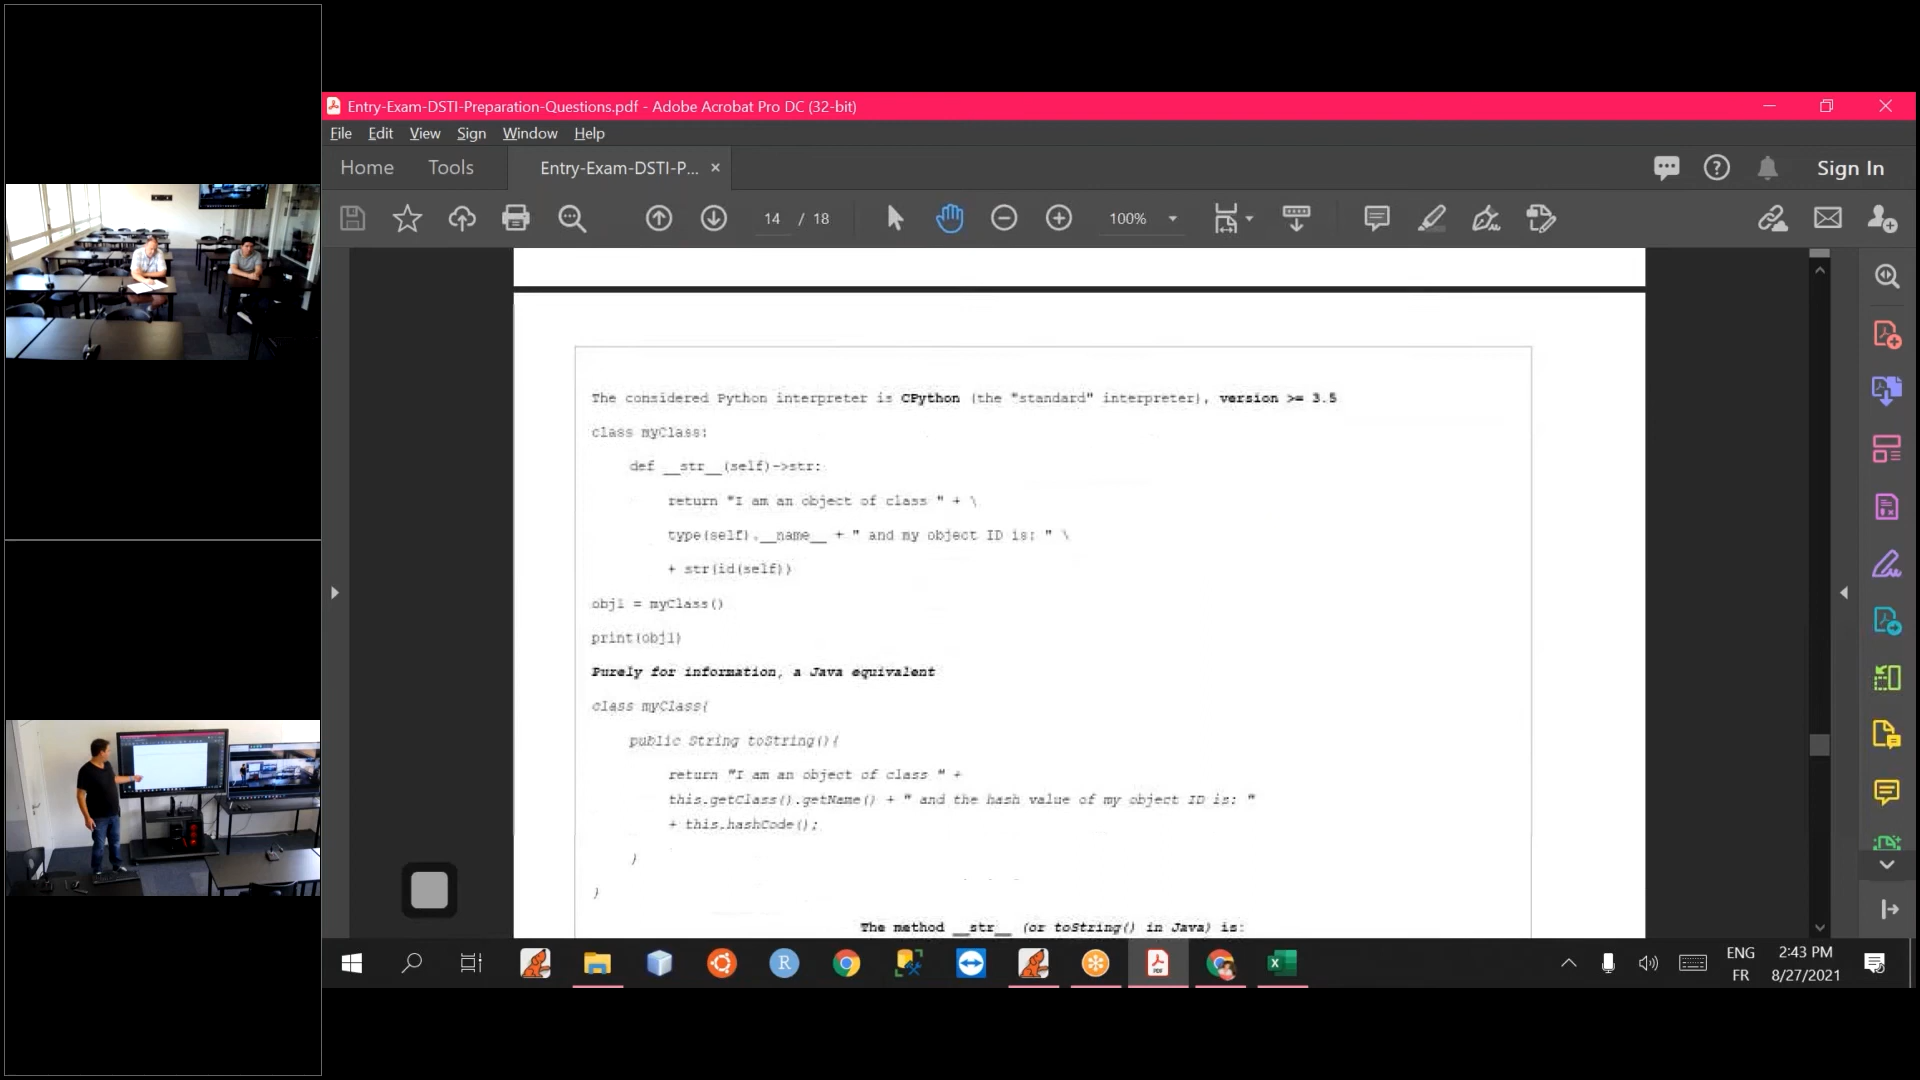 Entry-Exam-DSTI-Preparation-Questions.pdf - Adobe Acrobat Pro DC (32-bit)
File Edit View Sign Window Help
Home Tools Entry-Exam-DSTI-P... × Sign In
14 / 18 100%
The considered Python interpreter is CPython (the "standard" interpreter), version >= 3.5
class myClass:
def __str__(self)->str:
return "I am an object of class " + \
type(self).__name__ + " and my object ID is: " \
+ str(id(self))
obj1 = myClass()
print(obj1)
Purely for information, a Java equivalent
class myClass{
public String toString(){
return "I am an object of class " +
this.getClass().getName() + " and the hash value of my object ID is: "
+ this.hashCode();
}
}
The method __str__ (or toString() in Java) is:
ENG 2:43 PM
FR 8/27/2021